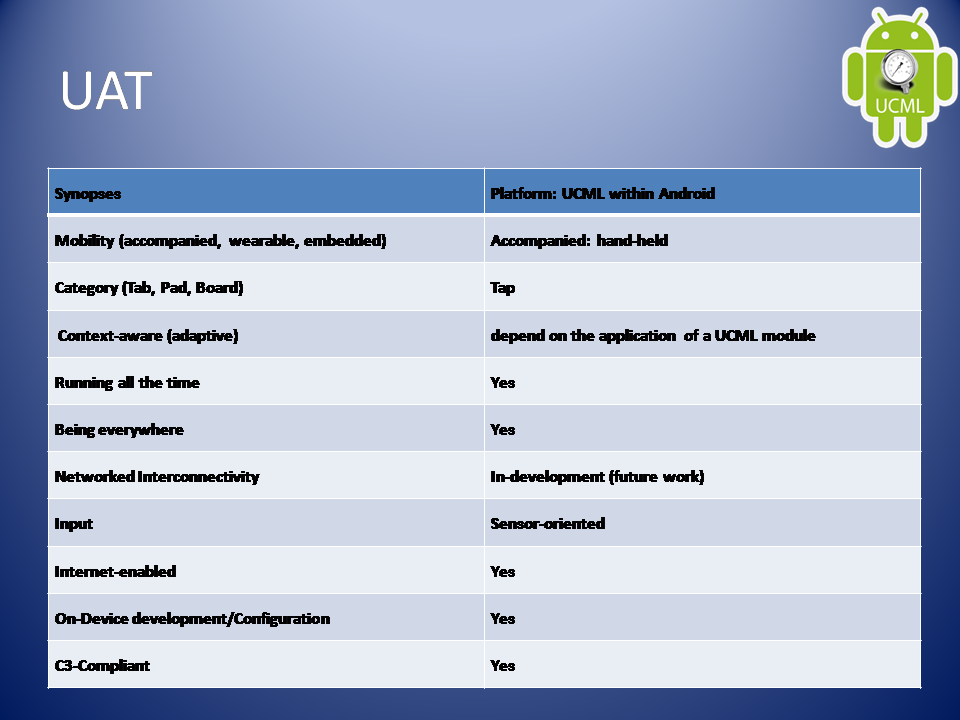 UAT
UCML
Synopses Platform: UCML within Android
Mobility (accompanied, wearable, embedded) Accompanied: hand-held
Category (Tab, Pad, Board) Tap
Context-aware (adaptive) depend on the application of a UCML module
Running all the time Yes
Being everywhere Yes
Networked Interconnectivity In-development (future work)
Input Sensor-oriented
Internet-enabled Yes
On-Device development/Configuration Yes
C3-Compliant Yes